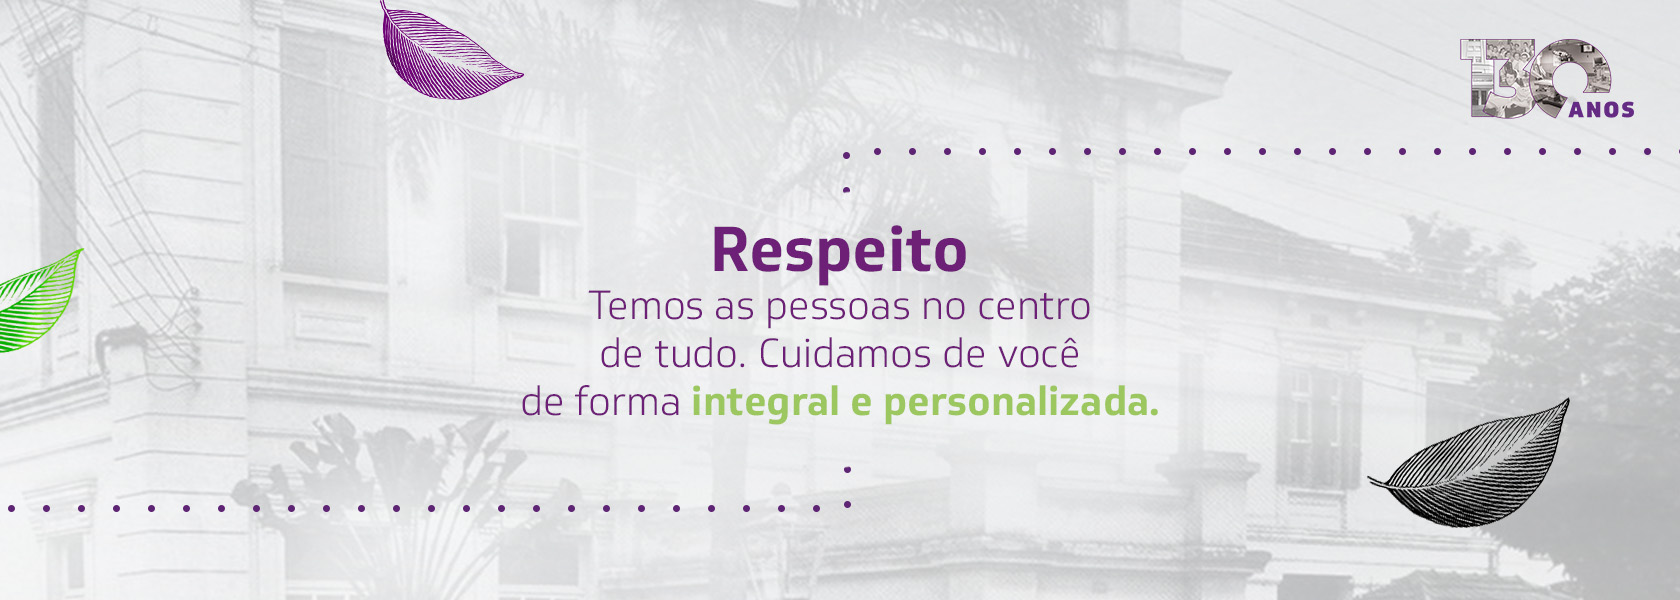 130
ANOS
Respeito
Temos as pessoas no centro
de tudo. Cuidamos de você
de forma integral e personalizada.